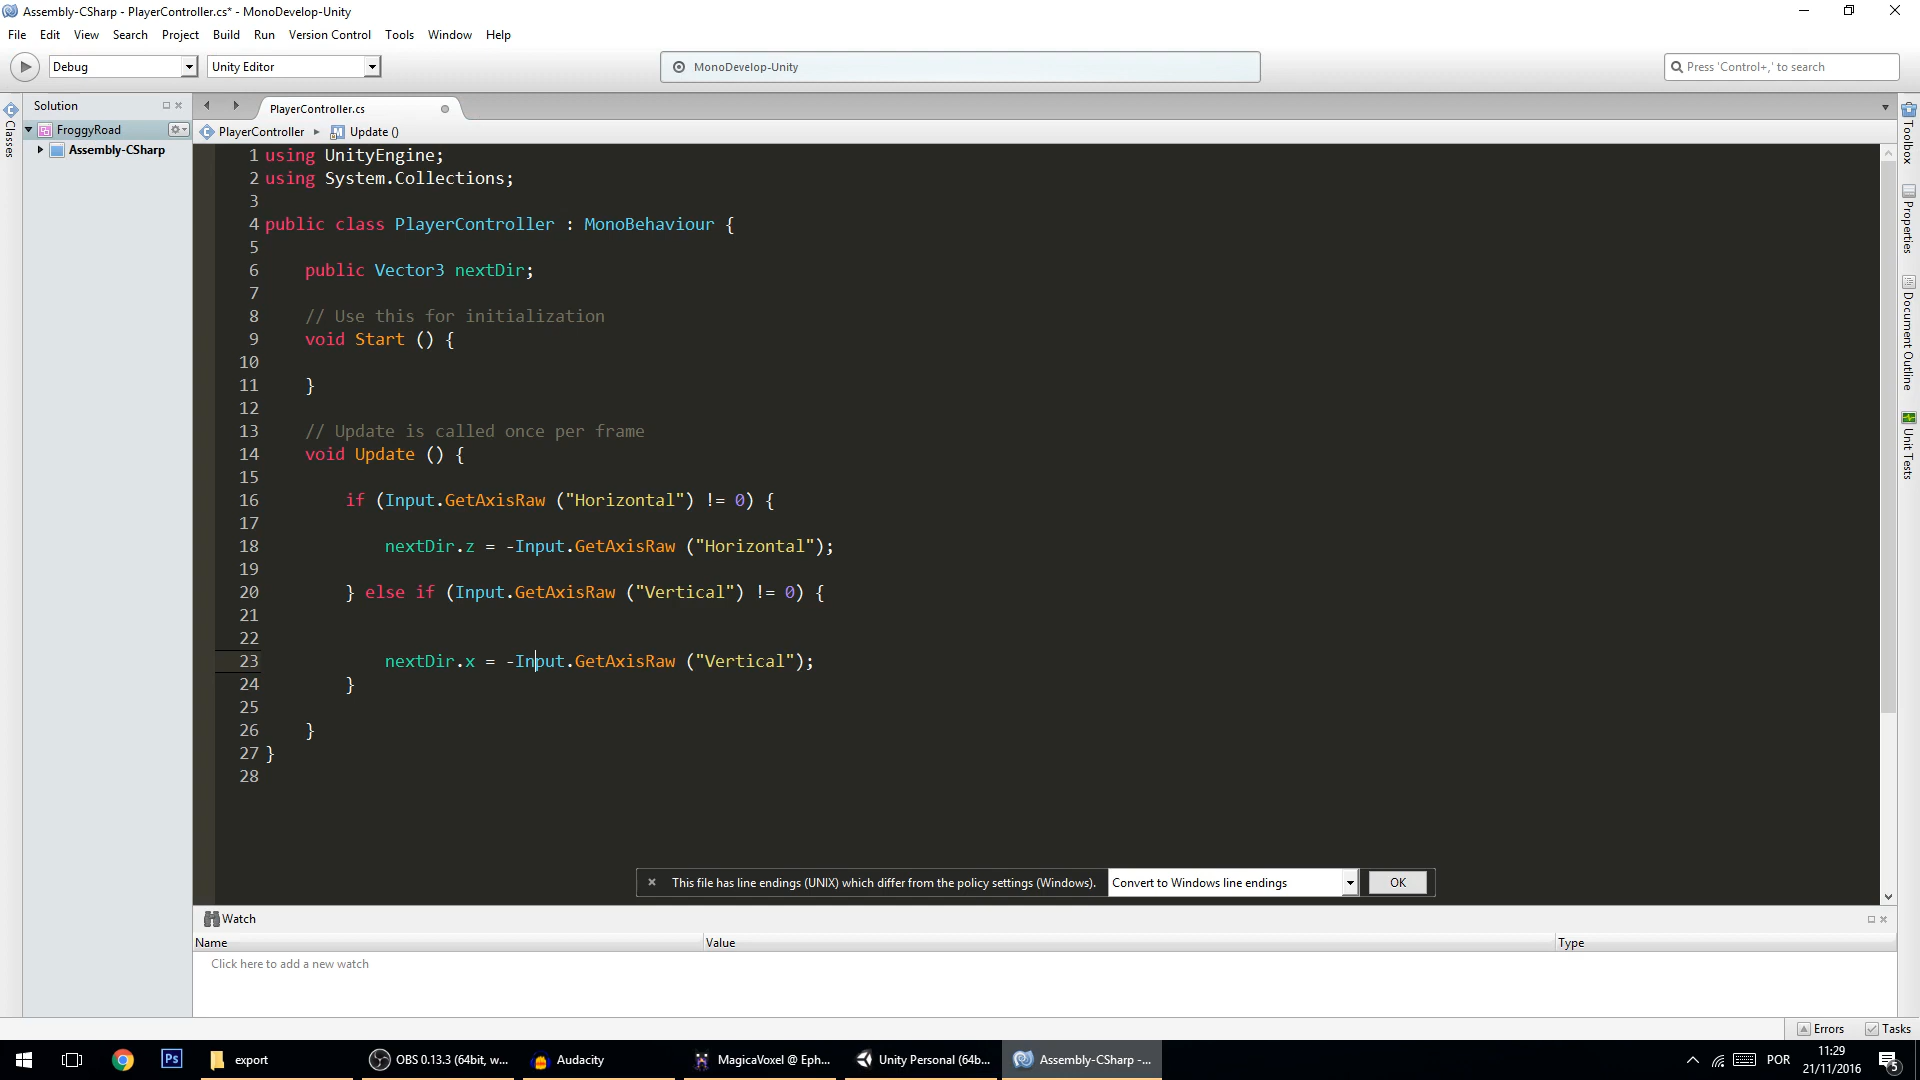 Assembly-CSharp - PlayerController.cs* - MonoDevelop-Unity
File Edit View Search Project Build Run Version Control Tools Window Help
Debug Unity Editor MonoDevelop-Unity Press 'Control+,' to search
Solution
PlayerController.cs
FroggyRoad
Assembly-CSharp
PlayerController Update ()
1 using UnityEngine;
2 using System.Collections;
3
4 public class PlayerController : MonoBehaviour {
5
6 public Vector3 nextDir;
7
8 // Use this for initialization
9 void Start () {
10
11 }
12
13 // Update is called once per frame
14 void Update () {
15
16 if (Input.GetAxisRaw ("Horizontal") != 0) {
17
18 nextDir.z = -Input.GetAxisRaw ("Horizontal");
19
20 } else if (Input.GetAxisRaw ("Vertical") != 0) {
21
22
23 nextDir.x = -Input.GetAxisRaw ("Vertical");
24 }
25
26 }
27 }
28
This file has line endings (UNIX) which differ from the policy settings (Windows). Convert to Windows line endings OK
Watch
Name Value Type
Click here to add a new watch
Classes
Toolbox
Properties
Document Outline
Unit Tests
Errors Tasks
Ps export OBS 0.13.3 (64bit, w... Audacity MagicaVoxel @ Eph... Unity Personal (64b... Assembly-CSharp -... POR 11:29
21/11/2016 5